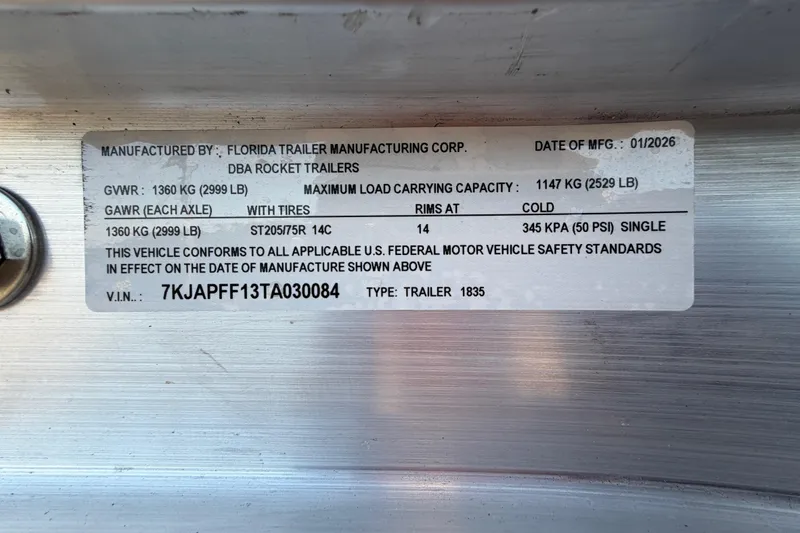 MANUFACTURED BY : FLORIDA TRAILER MANUFACTURING CORP. DATE OF MFG. : 01/2026
DBA ROCKET TRAILERS
GVWR : 1360 KG (2999 LB) MAXIMUM LOAD CARRYING CAPACITY : 1147 KG (2529 LB)
GAWR (EACH AXLE) WITH TIRES RIMS AT COLD
1360 KG (2999 LB) ST205/75R 14C 14 345 KPA (50 PSI) SINGLE
THIS VEHICLE CONFORMS TO ALL APPLICABLE U.S. FEDERAL MOTOR VEHICLE SAFETY STANDARDS
IN EFFECT ON THE DATE OF MANUFACTURE SHOWN ABOVE
V.I.N.. : 7KJAPFF13TA030084 TYPE: TRAILER 1835